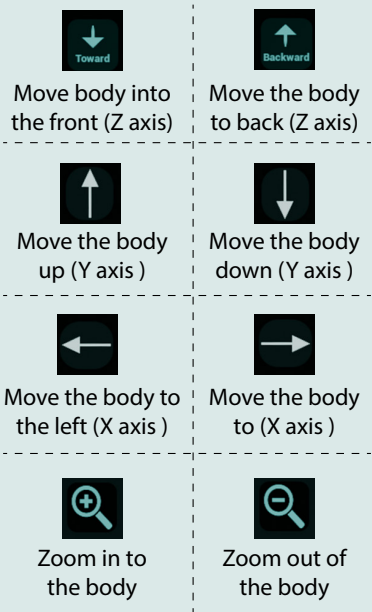 Toward
Backward
Move body into
the front (Z axis)
Move the body
to back (Z axis)
Move the body
up (Y axis )
Move the body
down (Y axis )
Move the body to
the left (X axis )
Move the body
to (X axis )
Zoom in to
the body
Zoom out of
the body